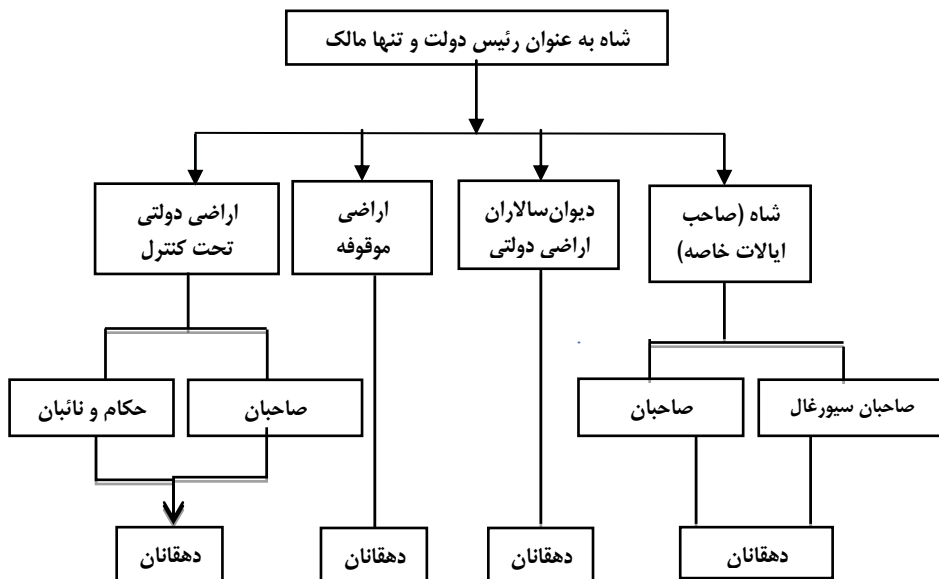 شاه به عنوان رئیس دولت و تنها مالک
شاه (صاحب
ایالات خاصه)
دیوان‌سالاران
اراضی دولتی
اراضی
موقوفه
اراضی دولتی
تحت کنترل
صاحبان سیورغال
صاحبان
صاحبان
حکام و نائبان
دهقانان
دهقانان
دهقانان
دهقانان